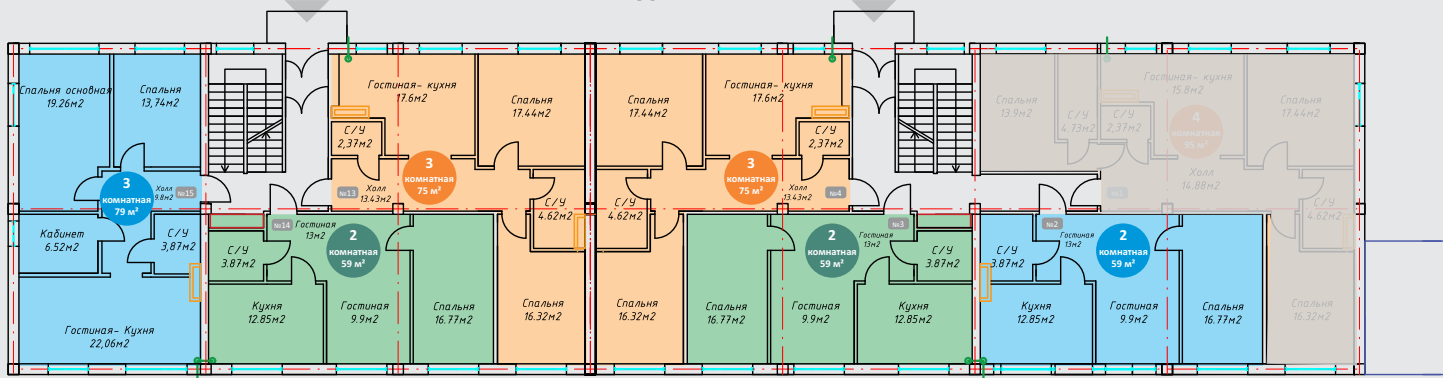 Спальня основная
19.26м2
Спальня
13,74м2
Холл
9.8м2
№15
3
комнатная
79 м²
Кабинет
6.52м2
С/У
3,87м2
Гостиная- Кухня
22,06м2
Гостиная- кухня
17.6м2
Спальня
17.44м2
С/У
2,37м2
№13
Холл
13.43м2
3
комнатная
75 м²
С/У
4.62м2
Спальня
16.32м2
№14
Гостиная
13м2
С/У
3.87м2
2
комнатная
59 м²
Кухня
12.85м2
Гостиная
9.9м2
Спальня
16.77м2
Спальня
17.44м2
Гостиная- кухня
17.6м2
С/У
2,37м2
3
комнатная
75 м²
Холл
13.43м2
№4
С/У
4.62м2
Спальня
16.32м2
Спальня
16.77м2
2
комнатная
59 м²
Гостиная
13м2
№3
С/У
3.87м2
Гостиная
9.9м2
Кухня
12.85м2
С/У
3.87м2
№2
Гостиная
13м2
2
комнатная
59 м²
Кухня
12.85м2
Гостиная
9.9м2
Спальня
16.77м2
Спальня
13.9м2
С/У
4.73м2
С/У
2,37м2
Гостиная- кухня
15.8м2
Спальня
17.44м2
4
комнатная
95 м²
Холл
14.88м2
С/У
4.62м2
Спальня
16.32м2